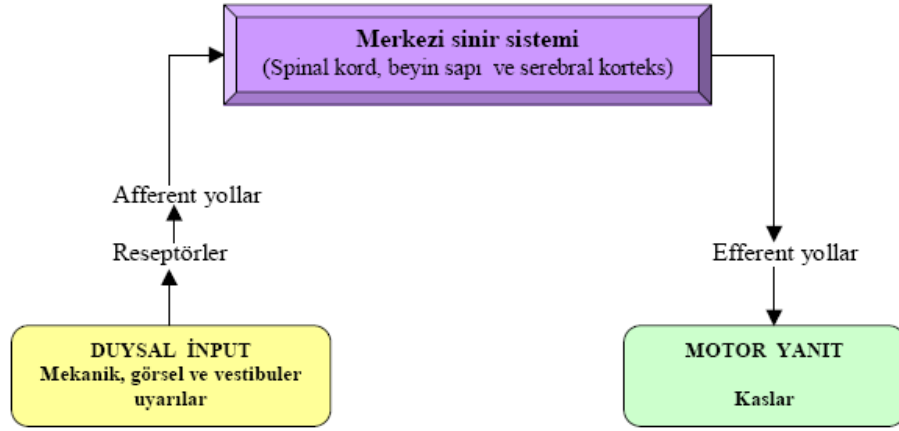 Merkezi sinir sistemi
(Spinal kord, beyin sapı ve serebral korteks)
Afferent yollar
Reseptörler
Efferent yollar
DUYSAL İNPUT
Mekanik, görsel ve vestibuler
uyarılar
MOTOR YANIT
Kaslar